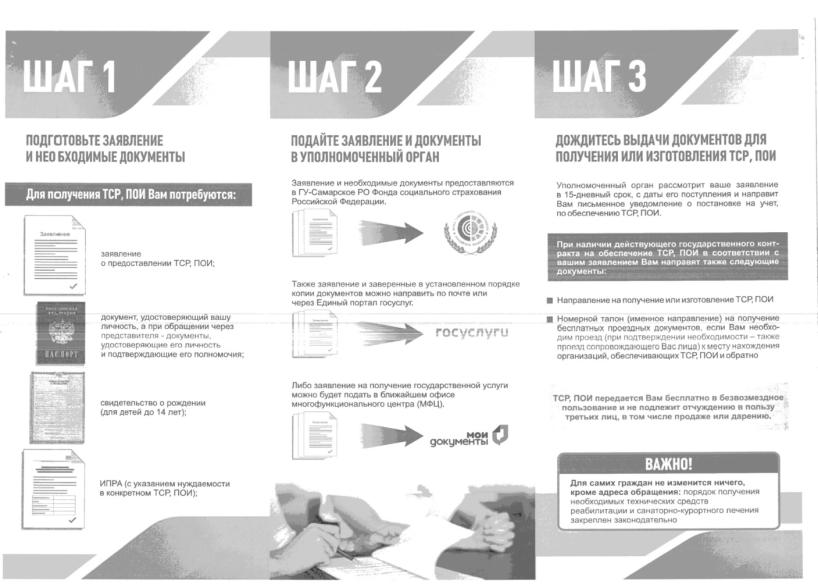 ШАГ 1
ПОДГОТОВЬТЕ ЗАЯВЛЕНИЕ
И НЕО БХОДИМЫЕ ДОКУМЕНТЫ
Для получения ТСР, ПОИ Вам потребуются:
Заявление
заявление
о предоставлении ТСР, ПОИ;
ПАСПОРТ
документ, удостоверяющий вашу
личность, а при обращении через
представителя - документы,
удостоверяющие его личность
и подтверждающие его полномочия;
свидетельство о рождении
(для детей до 14 лет);
ИПРА (с указанием нуждаемости
в конкретном ТСР, ПОИ);
ШАГ 2
ПОДАЙТЕ ЗАЯВЛЕНИЕ И ДОКУМЕНТЫ
В УПОЛНОМОЧЕННЫЙ ОРГАН
Заявление и необходимые документы предоставляются
в ГУ-Самарское РО Фонда социального страхования
Российской Федерации.
Также заявление и заверенные в установленном порядке
копии документов можно направить по почте или
через Единый портал госуслуг.
госуслуги
Либо заявление на получение государственной услуги
можно будет подать в ближайшем офисе
многофункционального центра (МФЦ).
мои
документы
ШАГ 3
ДОЖДИТЕСЬ ВЫДАЧИ ДОКУМЕНТОВ ДЛЯ
ПОЛУЧЕНИЯ ИЛИ ИЗГОТОВЛЕНИЯ ТСР, ПОИ
Уполномоченный орган рассмотрит ваше заявление
в 15-дневный срок, с даты его поступления и направит
Вам письменное уведомление о постановке на учет,
по обеспечению ТСР, ПОИ.
При наличии действующего государственного конт-
ракта на обеспечение ТСР, ПОИ в соответствии с
вашим заявлением Вам направят также следующие
документы:
Направление на получение или изготовление ТСР, ПОИ
Номерной талон (именное направление) на получение
бесплатных проездных документов, если Вам необхо-
дим проезд (при подтверждении необходимости – также
проезд сопровождающего Вас лица) к месту нахождения
организаций, обеспечивающих ТСР, ПОИ и обратно
ТСР, ПОИ передается Вам бесплатно в безвозмездное
пользование и не подлежит отчуждению в пользу
третьих лиц, в том числе продаже или дарению.
ВАЖНО!
Для самих граждан не изменится ничего,
кроме адреса обращения: порядок получения
необходимых технических средств
реабилитации и санаторно-курортного лечения
закреплен законодательно